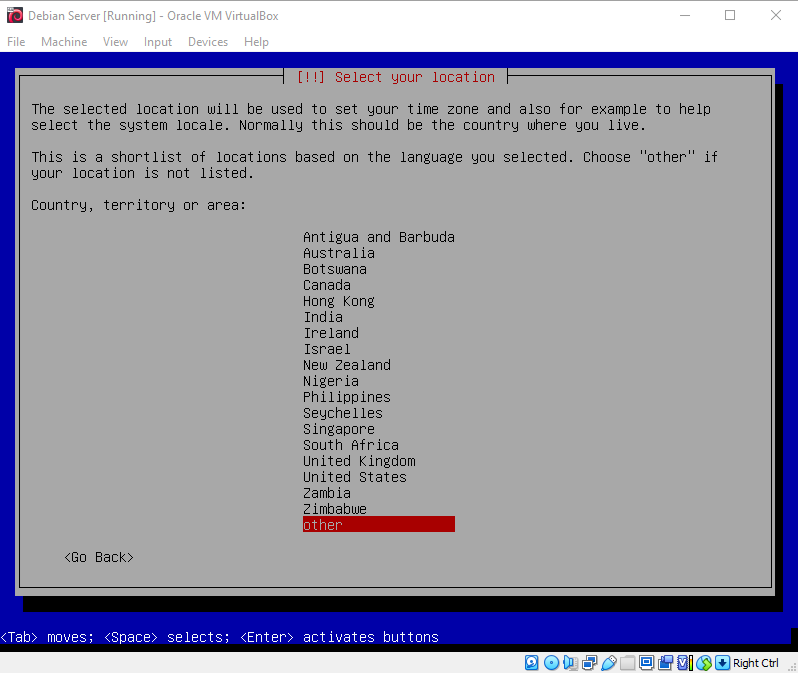 Debian Server [Running] - Oracle VM VirtualBox
File Machine View Input Devices Help
[!!] Select your location
The selected location will be used to set your time zone and also for example to help
select the system locale. Normally this should be the country where you live.
This is a shortlist of locations based on the language you selected. Choose "other" if
your location is not listed.
Country, territory or area:
Antigua and Barbuda
Australia
Botswana
Canada
Hong Kong
India
Ireland
Israel
New Zealand
Nigeria
Philippines
Seychelles
Singapore
South Africa
United Kingdom
United States
Zambia
Zimbabwe
other
<Go Back>
<Tab> moves; <Space> selects; <Enter> activates buttons
Right Ctrl